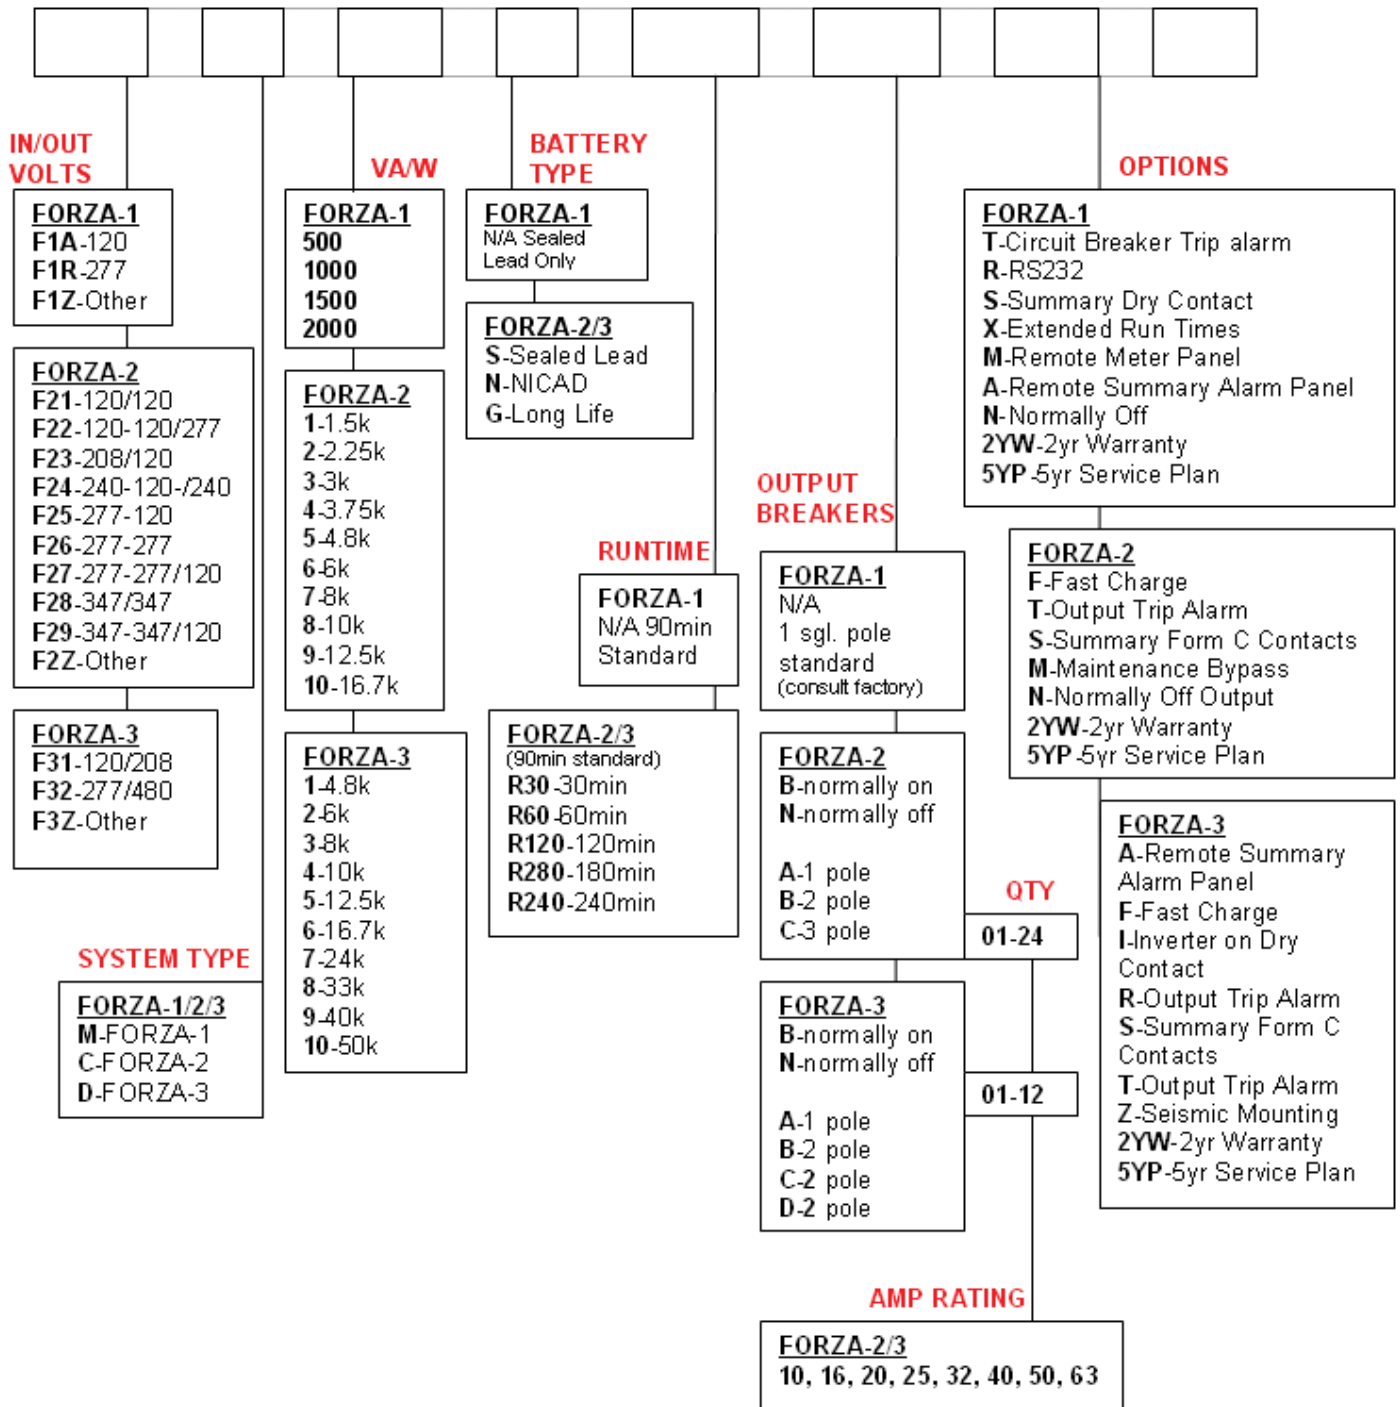 IN/OUT
VOLTS
FORZA-1
F1A-120
F1R-277
F1Z-Other
FORZA-2
F21-120/120
F22-120-120/277
F23-208/120
F24-240-120-/240
F25-277-120
F26-277-277
F27-277-277/120
F28-347/347
F29-347-347/120
F2Z-Other
FORZA-3
F31-120/208
F32-277/480
F3Z-Other
SYSTEM TYPE
FORZA-1/2/3
M-FORZA-1
C-FORZA-2
D-FORZA-3
VA/W
FORZA-1
500
1000
1500
2000
FORZA-2
1-1.5k
2-2.25k
3-3k
4-3.75k
5-4.8k
6-6k
7-8k
8-10k
9-12.5k
10-16.7k
FORZA-3
1-4.8k
2-6k
3-8k
4-10k
5-12.5k
6-16.7k
7-24k
8-33k
9-40k
10-50k
BATTERY
TYPE
FORZA-1
N/A Sealed
Lead Only
FORZA-2/3
S-Sealed Lead
N-NICAD
G-Long Life
RUNTIME
FORZA-1
N/A 90min
Standard
FORZA-2/3
(90min standard)
R30-30min
R60-60min
R120-120min
R280-180min
R240-240min
OUTPUT
BREAKERS
FORZA-1
N/A
1 sgl. pole
standard
(consult factory)
FORZA-2
B-normally on
N-normally off
A-1 pole
B-2 pole
C-3 pole
QTY
01-24
FORZA-3
B-normally on
N-normally off
A-1 pole
B-2 pole
C-2 pole
D-2 pole
01-12
AMP RATING
FORZA-2/3
10, 16, 20, 25, 32, 40, 50, 63
OPTIONS
FORZA-1
T-Circuit Breaker Trip alarm
R-RS232
S-Summary Dry Contact
X-Extended Run Times
M-Remote Meter Panel
A-Remote Summary Alarm Panel
N-Normally Off
2YW-2yr Warranty
5YP-5yr Service Plan
FORZA-2
F-Fast Charge
T-Output Trip Alarm
S-Summary Form C Contacts
M-Maintenance Bypass
N-Normally Off Output
2YW-2yr Warranty
5YP-5yr Service Plan
FORZA-3
A-Remote Summary
Alarm Panel
F-Fast Charge
I-Inverter on Dry
Contact
R-Output Trip Alarm
S-Summary Form C
Contacts
T-Output Trip Alarm
Z-Seismic Mounting
2YW-2yr Warranty
5YP-5yr Service Plan